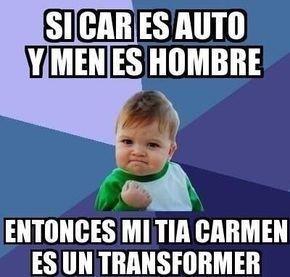 SI CAR ES AUTO
Y MEN ES HOMBRE
ENTONCES MI TIA CARMEN
ES UN TRANSFORMER